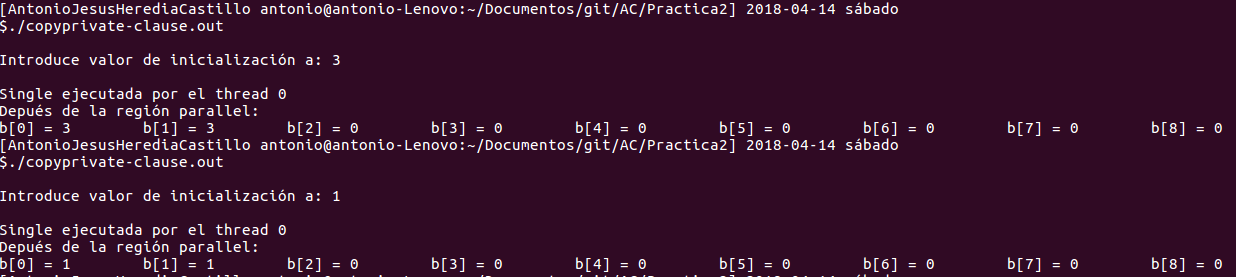 [AntonioJesusHerediaCastillo antonio@antonio-Lenovo:~/Documentos/git/AC/Practica2] 2018-04-14 sábado
$./copyprivate-clause.out
Introduce valor de inicialización a: 3
Single ejecutada por el thread 0
Depués de la región parallel:
b[0] = 3 b[1] = 3 b[2] = 0 b[3] = 0 b[4] = 0 b[5] = 0 b[6] = 0 b[7] = 0 b[8] = 0
[AntonioJesusHerediaCastillo antonio@antonio-Lenovo:~/Documentos/git/AC/Practica2] 2018-04-14 sábado
$./copyprivate-clause.out
Introduce valor de inicialización a: 1
Single ejecutada por el thread 0
Depués de la región parallel:
b[0] = 1 b[1] = 1 b[2] = 0 b[3] = 0 b[4] = 0 b[5] = 0 b[6] = 0 b[7] = 0 b[8] = 0